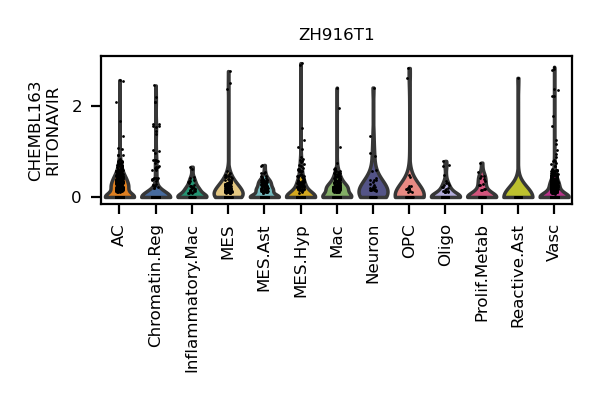 ZH916T1
CHEMBL163
RITONAVIR
2
0
AC
Chromatin.Reg
Inflammatory.Mac
MES
MES.Ast
MES.Hyp
Mac
Neuron
OPC
Oligo
Prolif.Metab
Reactive.Ast
Vasc